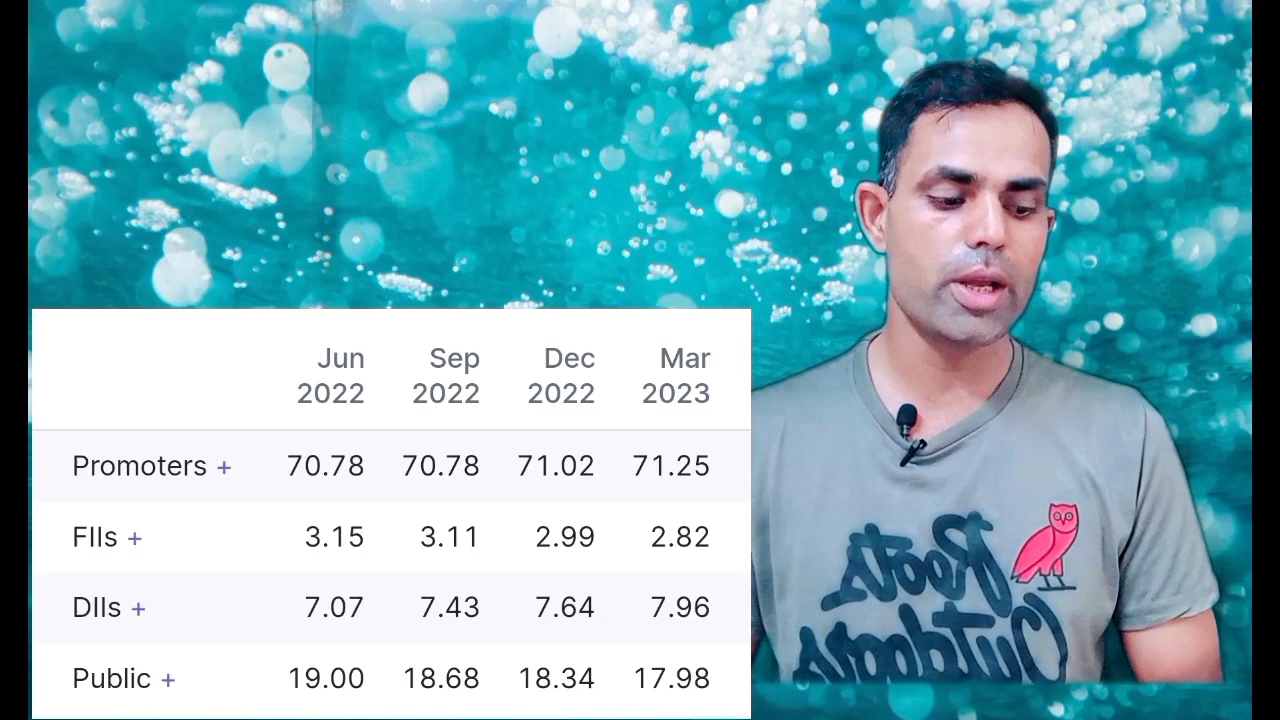 Jun Sep Dec Mar
2022 2022 2022 2023
Promoters + 70.78 70.78 71.02 71.25
FIIs + 3.15 3.11 2.99 2.82
DIIs + 7.07 7.43 7.64 7.96
Public + 19.00 18.68 18.34 17.98
Roots
Outdoors